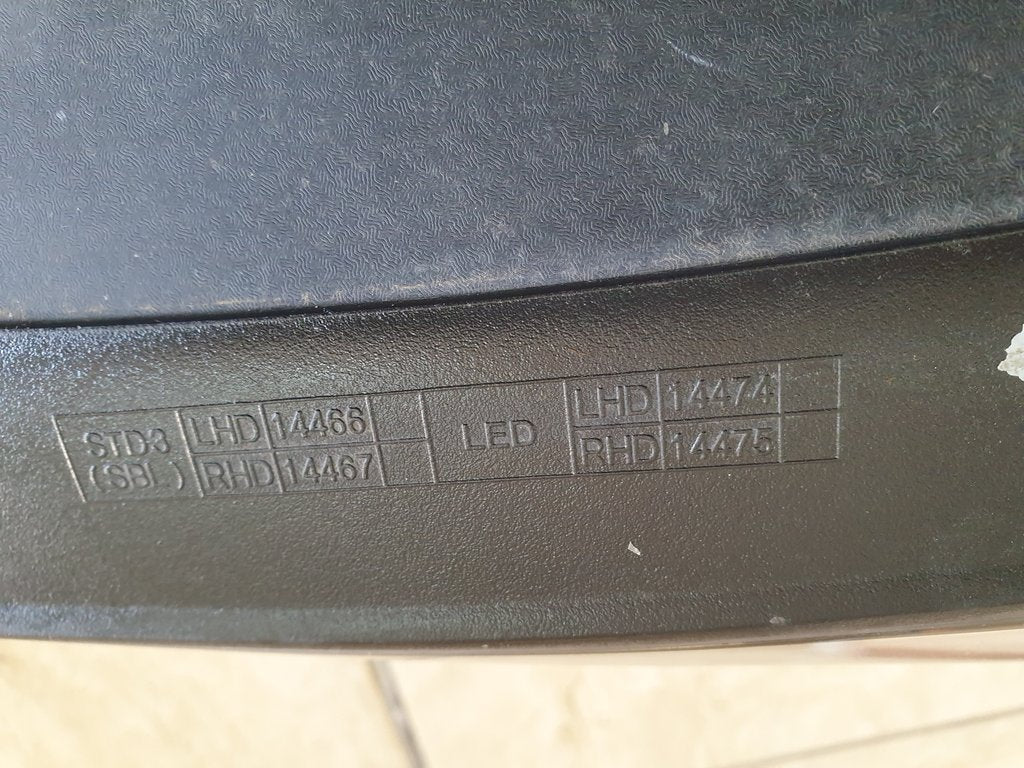 STD3 LHD 14466 LED LHD 14474
(SBL) RHD 14467 RHD 14475